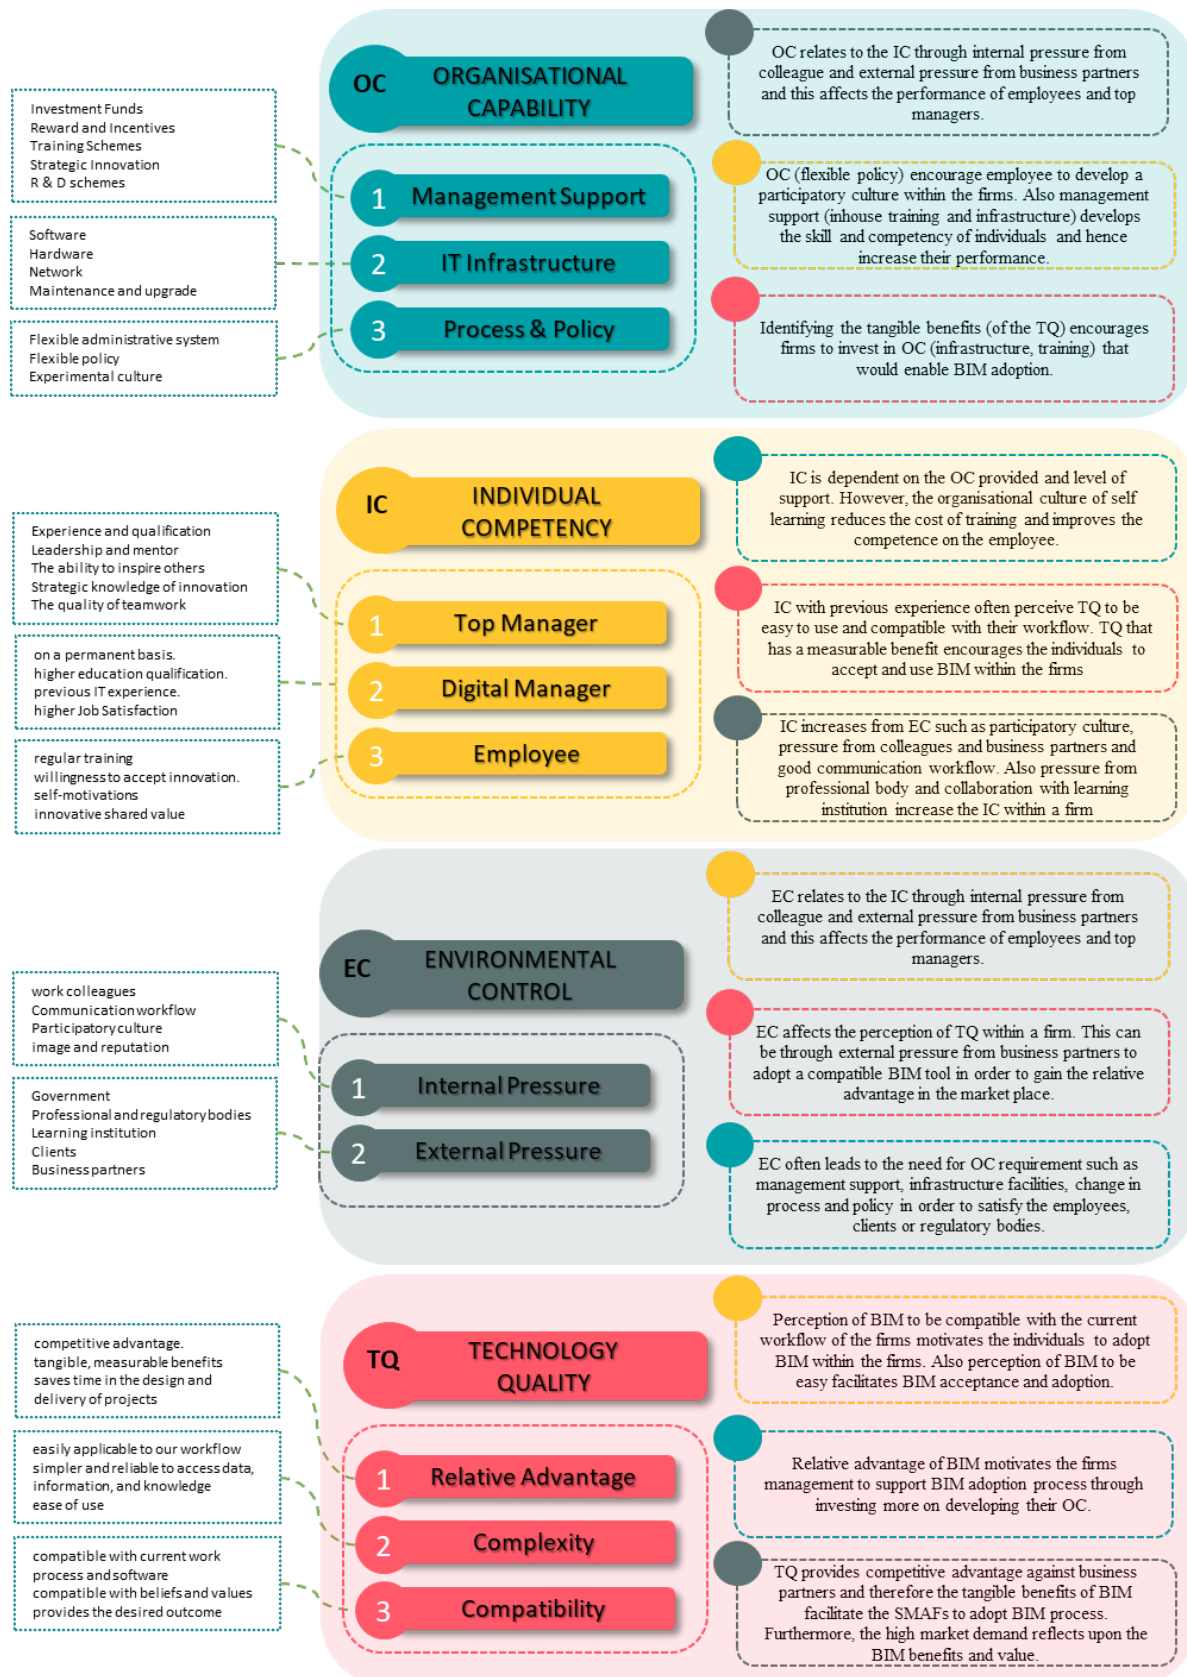 OC
ORGANISATIONAL
CAPABILITY
Investment Funds
Reward and Incentives
Training Schemes
Strategic Innovation
R & D schemes
Software
Hardware
Network
Maintenance and upgrade
Flexible administrative system
Flexible policy
Experimental culture
1 Management Support
2 IT Infrastructure
3 Process & Policy
OC relates to the IC through internal pressure from
colleague and external pressure from business partners
and this affects the performance of employees and top
managers.
OC (flexible policy) encourage employee to develop a
participatory culture within the firms. Also management
support (inhouse training and infrastructure) develops
the skill and competency of individuals and hence
increase their performance.
Identifying the tangible benefits (of the TQ) encourages
firms to invest in OC (infrastructure, training) that
would enable BIM adoption.
IC
INDIVIDUAL
COMPETENCY
Experience and qualification
Leadership and mentor
The ability to inspire others
Strategic knowledge of innovation
The quality of teamwork
on a permanent basis.
higher education qualification.
previous IT experience.
higher Job Satisfaction
regular training
willingness to accept innovation.
self-motivations
innovative shared value
1 Top Manager
2 Digital Manager
3 Employee
IC is dependent on the OC provided and level of
support. However, the organisational culture of self
learning reduces the cost of training and improves the
competence on the employee.
IC with previous experience often perceive TQ to be
easy to use and compatible with their workflow. TQ that
has a measurable benefit encourages the individuals to
accept and use BIM within the firms
IC increases from EC such as participatory culture,
pressure from colleagues and business partners and
good communication workflow. Also pressure from
professional body and collaboration with learning
institution increase the IC within a firm
EC
ENVIRONMENTAL
CONTROL
work colleagues
Communication workflow
Participatory culture
image and reputation
Government
Professional and regulatory bodies
Learning institution
Clients
Business partners
1 Internal Pressure
2 External Pressure
EC relates to the IC through internal pressure from
colleague and external pressure from business partners
and this affects the performance of employees and top
managers.
EC affects the perception of TQ within a firm. This can
be through external pressure from business partners to
adopt a compatible BIM tool in order to gain the relative
advantage in the market place.
EC often leads to the need for OC requirement such as
management support, infrastructure facilities, change in
process and policy in order to satisfy the employees,
clients or regulatory bodies.
TQ
TECHNOLOGY
QUALITY
competitive advantage.
tangible, measurable benefits
saves time in the design and
delivery of projects
easily applicable to our workflow
simpler and reliable to access data,
information, and knowledge
ease of use
compatible with current work
process and software
compatible with beliefs and values
provides the desired outcome
1 Relative Advantage
2 Complexity
3 Compatibility
Perception of BIM to be compatible with the current
workflow of the firms motivates the individuals to adopt
BIM within the firms. Also perception of BIM to be
easy facilitates BIM acceptance and adoption.
Relative advantage of BIM motivates the firms
management to support BIM adoption process through
investing more on developing their OC.
TQ provides competitive advantage against business
partners and therefore the tangible benefits of BIM
facilitate the SMAFs to adopt BIM process.
Furthermore, the high market demand reflects upon the
BIM benefits and value.